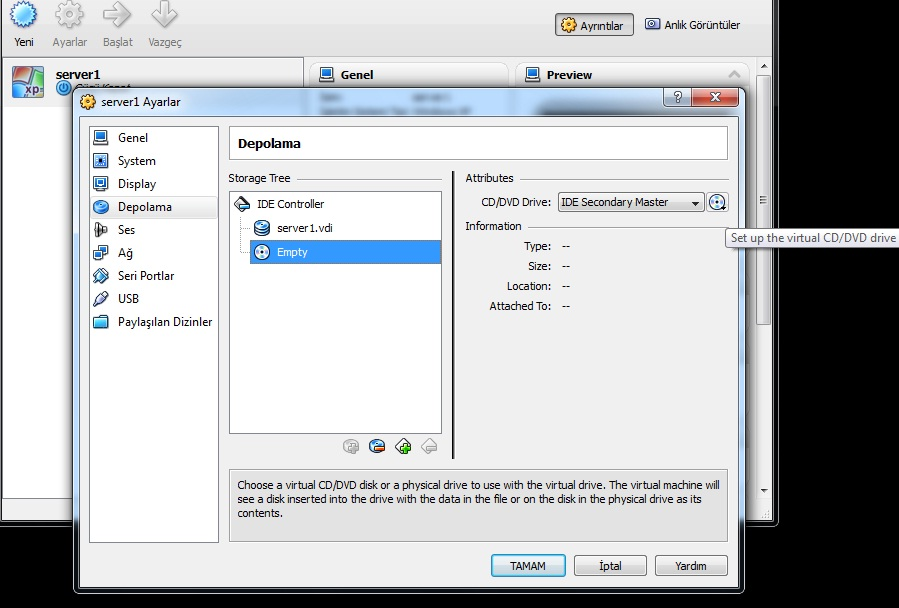 Yeni Ayarlar Başlat Vazgeç
Ayrıntılar Anlık Görüntüler
server1
xp
Genel
Preview
server1 Ayarlar
Genel
System
Display
Depolama
Ses
Ağ
Seri Portlar
USB
Paylaşılan Dizinler
Depolama
Storage Tree
IDE Controller
server1.vdi
Empty
Attributes
CD/DVD Drive: IDE Secondary Master
Set up the virtual CD/DVD drive
Information
Type: --
Size: --
Location: --
Attached To: --
Choose a virtual CD/DVD disk or a physical drive to use with the virtual drive. The virtual machine will
see a disk inserted into the drive with the data in the file or on the disk in the physical drive as its
contents.
TAMAM İptal Yardım